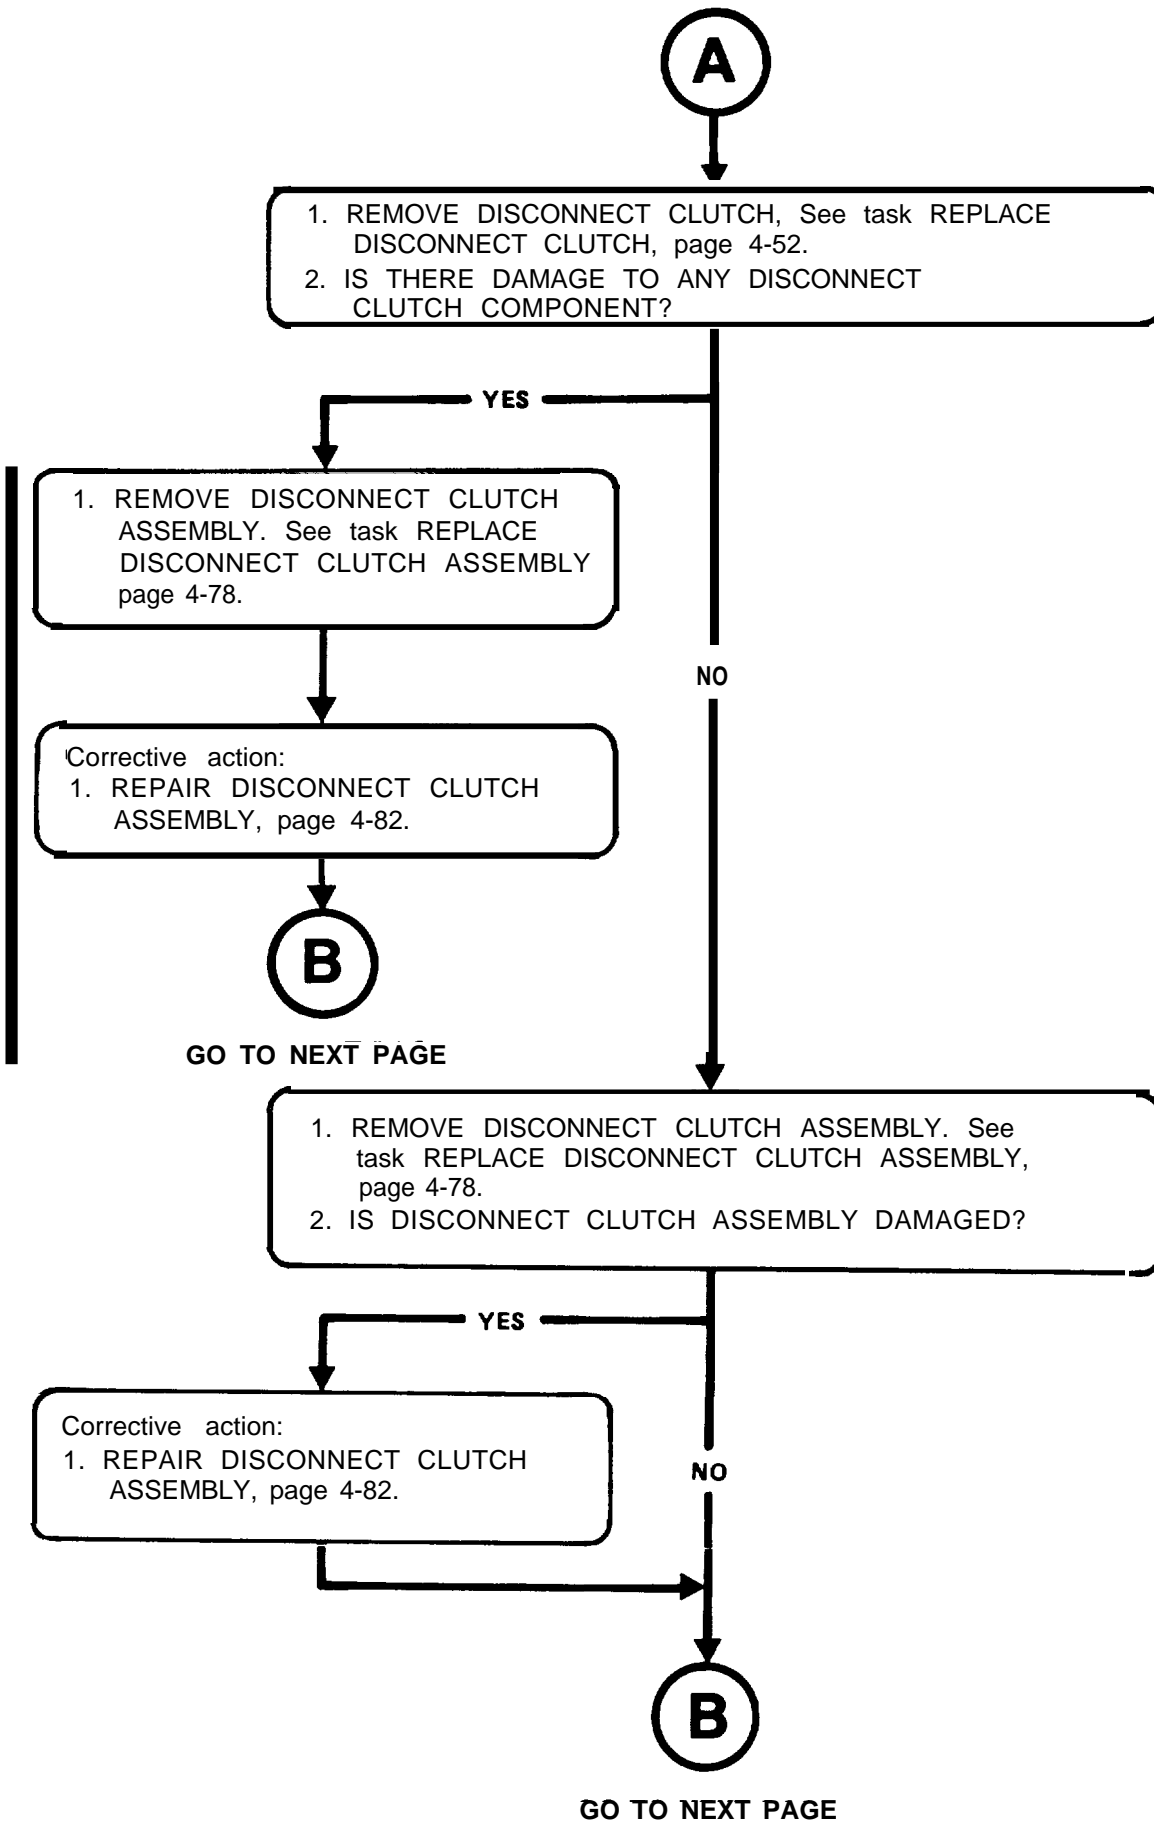 A
1. REMOVE DISCONNECT CLUTCH, See task REPLACE
DISCONNECT CLUTCH, page 4-52.
2. IS THERE DAMAGE TO ANY DISCONNECT
CLUTCH COMPONENT?
YES
1. REMOVE DISCONNECT CLUTCH
ASSEMBLY. See task REPLACE
DISCONNECT CLUTCH ASSEMBLY
page 4-78.
NO
Corrective action:
1. REPAIR DISCONNECT CLUTCH
ASSEMBLY, page 4-82.
B
GO TO NEXT PAGE
1. REMOVE DISCONNECT CLUTCH ASSEMBLY. See
task REPLACE DISCONNECT CLUTCH ASSEMBLY,
page 4-78.
2. IS DISCONNECT CLUTCH ASSEMBLY DAMAGED?
YES
Corrective action:
1. REPAIR DISCONNECT CLUTCH
ASSEMBLY, page 4-82.
NO
B
GO TO NEXT PAGE